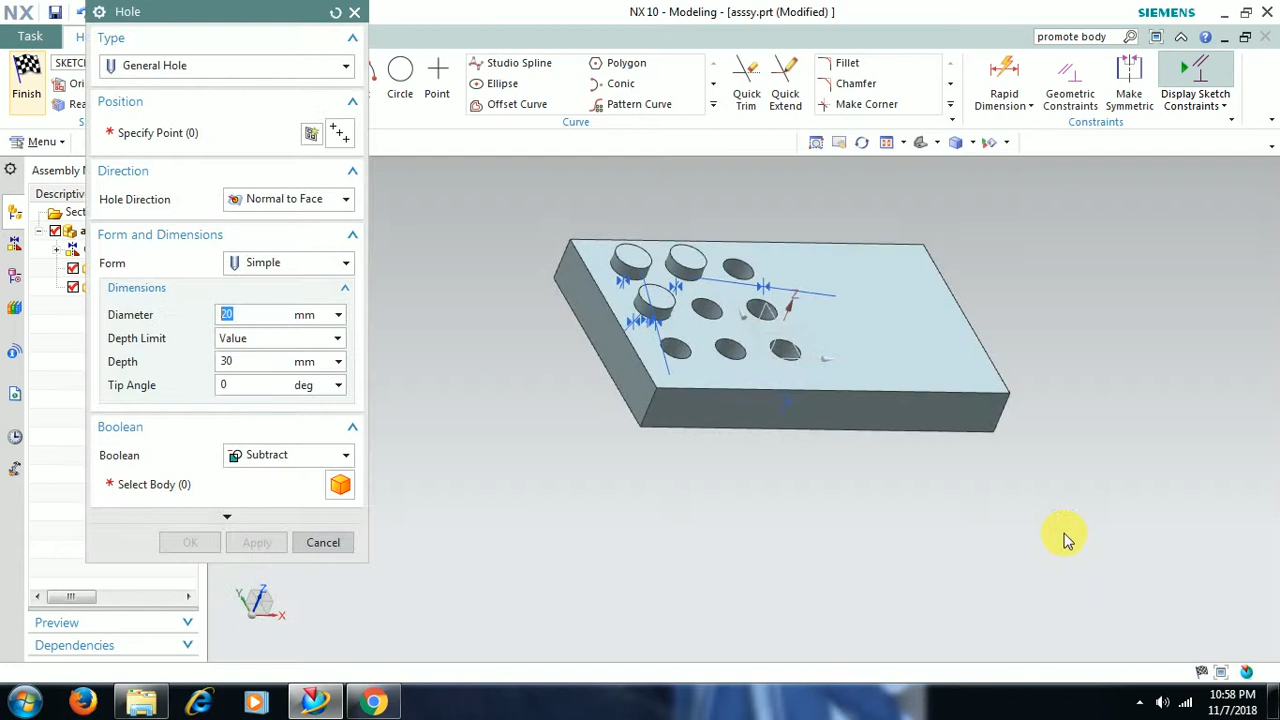 NX
NX 10 - Modeling - [asssy.prt (Modified) ]
SIEMENS
Hole
Task
promote body
Type
General Hole
Position
Specify Point (0)
Direction
Hole Direction
Normal to Face
Form and Dimensions
Form
Simple
Dimensions
Diameter
20
mm
Depth Limit
Value
Depth
30
mm
Tip Angle
0
deg
Boolean
Boolean
Subtract
Select Body (0)
OK
Apply
Cancel
Finish
Circle
Point
Studio Spline
Ellipse
Offset Curve
Polygon
Conic
Pattern Curve
Curve
Quick
Trim
Quick
Extend
Fillet
Chamfer
Make Corner
Rapid
Dimension
Geometric
Constraints
Make
Symmetric
Display Sketch
Constraints
Constraints
Menu
Preview
Dependencies
Z
Y
Z
X
10:58 PM
11/7/2018